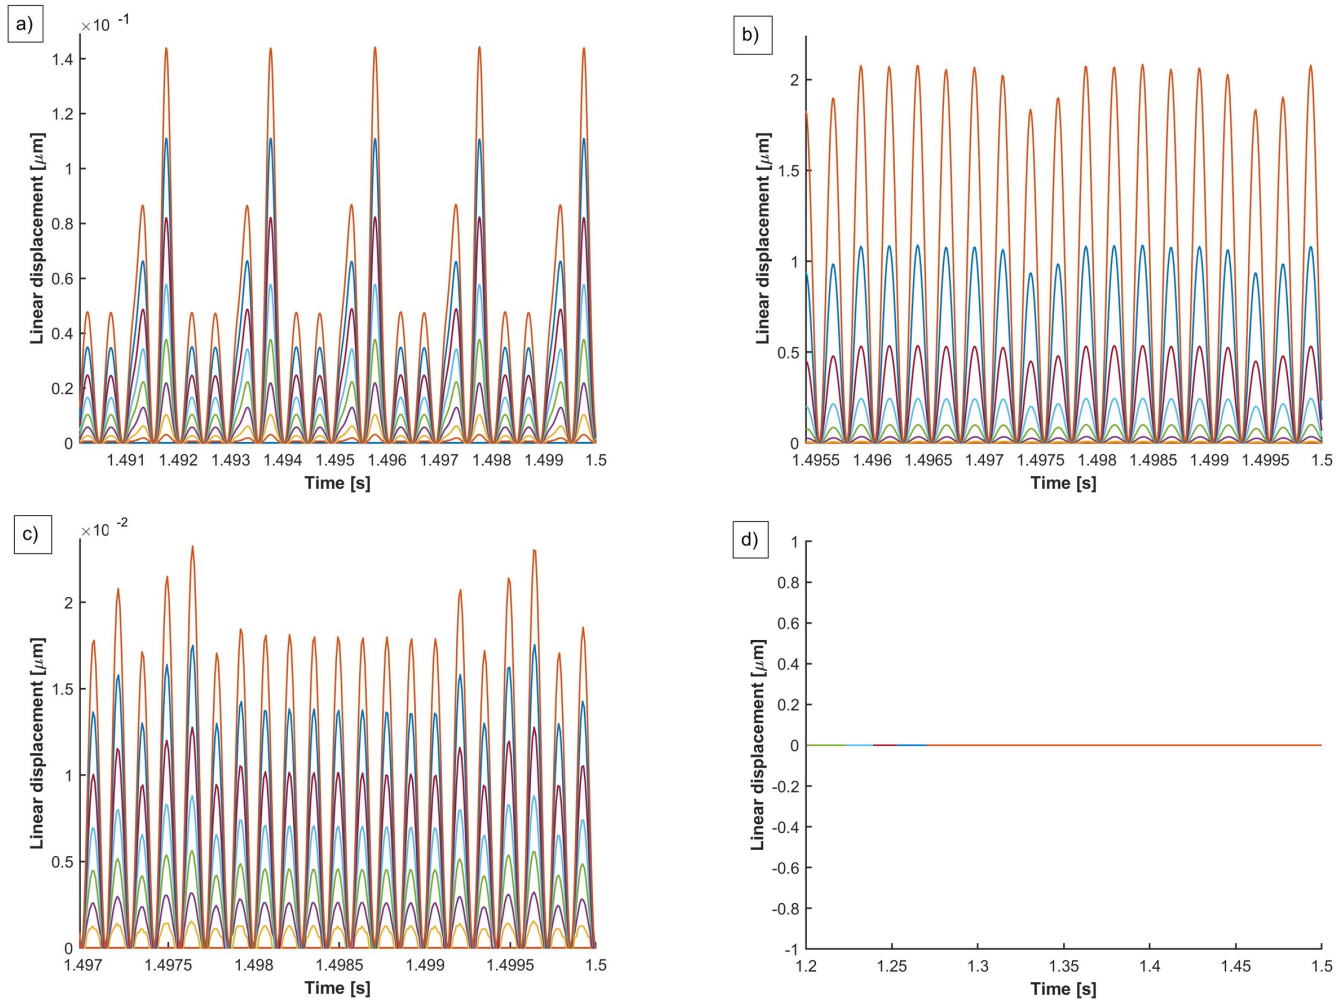 a)
×10 -1
1.4
1.2
1
0.8
0.6
0.4
0.2
0
Linear displacement [μm]
1.491 1.492 1.493 1.494 1.495 1.496 1.497 1.498 1.499 1.5
Time [s]
b)
2
1.5
1
0.5
0
Linear displacement [μm]
1.4955 1.496 1.4965 1.497 1.4975 1.498 1.4985 1.499 1.4995 1.5
Time [s]
c)
×10 -2
2
1.5
1
0.5
0
Linear displacement [μm]
1.497 1.4975 1.498 1.4985 1.499 1.4995 1.5
Time [s]
d)
1
0.8
0.6
0.4
0.2
0
-0.2
-0.4
-0.6
-0.8
-1
Linear displacement [μm]
1.2 1.25 1.3 1.35 1.4 1.45 1.5
Time [s]